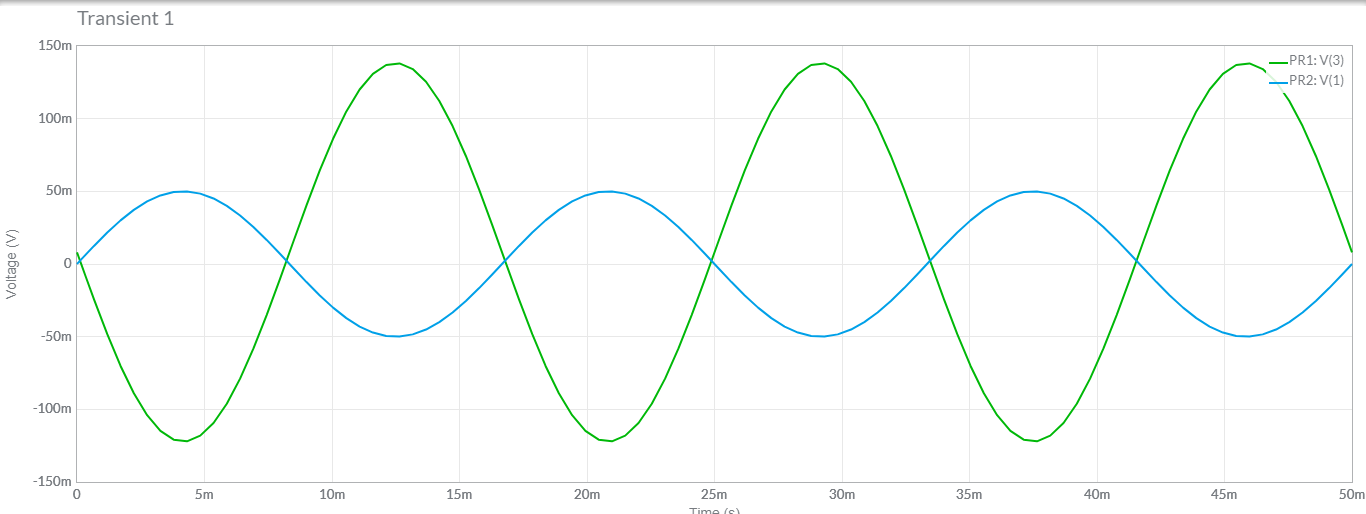 Transient 1
150m
100m
50m
0
-50m
-100m
-150m
Voltage (V)
PR1: V(3)
PR2: V(1)
0 5m 10m 15m 20m 25m 30m 35m 40m 45m 50m
Time (s)